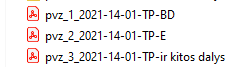 pvz_1_2021-14-01-TP-BD
pvz_2_2021-14-01-TP-E
pvz_3_2021-14-01-TP-ir kitos dalys